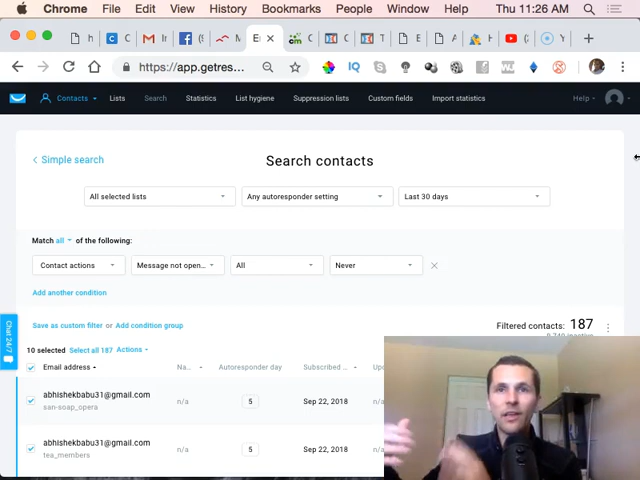 Chrome File Edit View History Bookmarks People Window Help Thu 11:26 AM
https://app.getres...
Contacts Lists Search Statistics List hygiene Suppression lists Custom fields Import statistics Help
Simple search
Search contacts
All selected lists Any autoresponder setting Last 30 days
Match all of the following:
Contact actions Message not open... All Never
Add another condition
Save as custom filter or Add condition group
Filtered contacts: 187
Chat 24/7
10 selected Select all 187 Actions
Email address Na... Autoresponder day Subscribed ... Up
abhishekbabu31@gmail.com n/a 5 Sep 22, 2018 n/a
san-soap_opera
abhishekbabu31@gmail.com n/a 5 Sep 22, 2018 n/a
tea_members